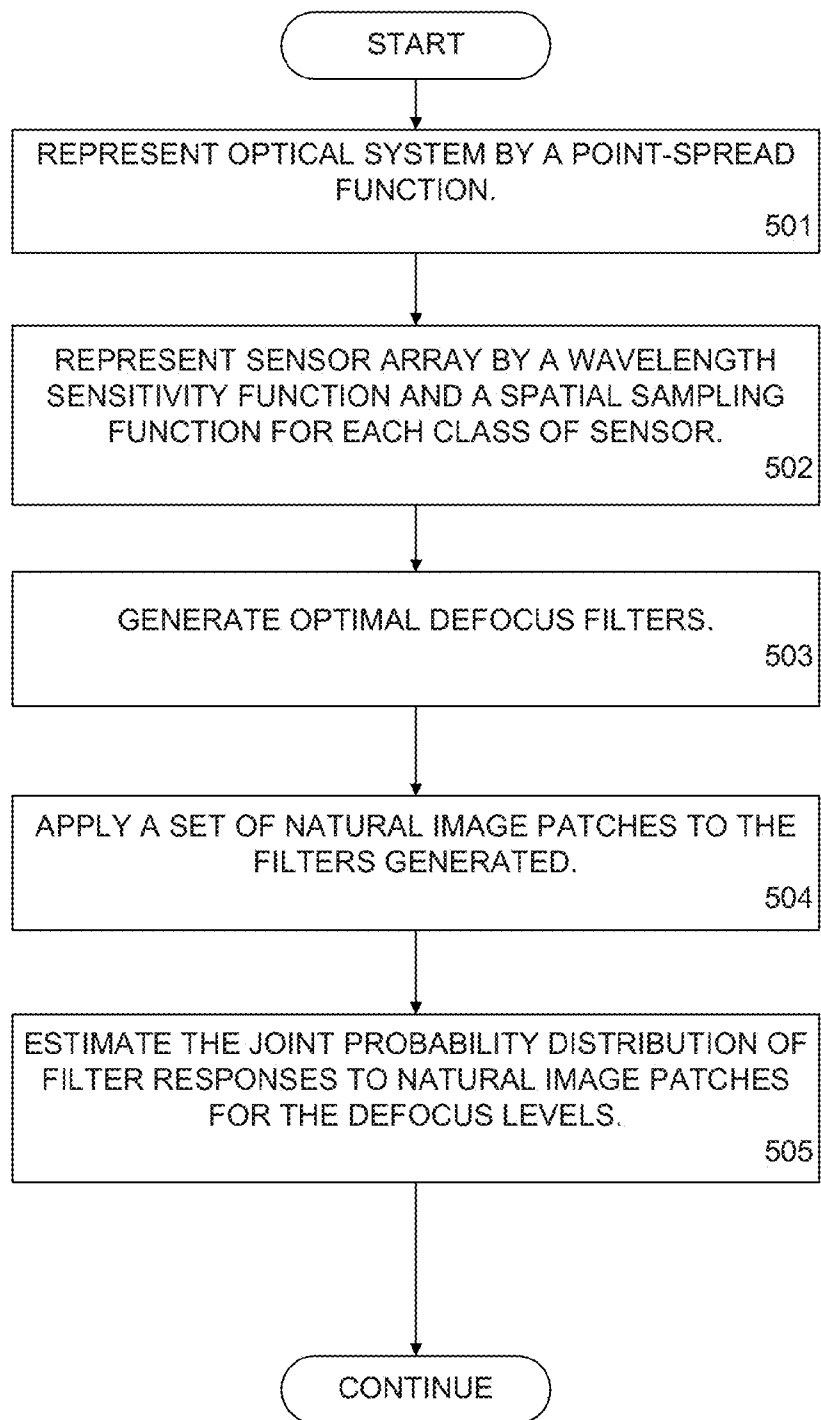 START
REPRESENT OPTICAL SYSTEM BY A POINT-SPREAD
FUNCTION.
501
REPRESENT SENSOR ARRAY BY A WAVELENGTH
SENSITIVITY FUNCTION AND A SPATIAL SAMPLING
FUNCTION FOR EACH CLASS OF SENSOR.
502
GENERATE OPTIMAL DEFOCUS FILTERS.
503
APPLY A SET OF NATURAL IMAGE PATCHES TO THE
FILTERS GENERATED.
504
ESTIMATE THE JOINT PROBABILITY DISTRIBUTION OF
FILTER RESPONSES TO NATURAL IMAGE PATCHES
FOR THE DEFOCUS LEVELS.
505
CONTINUE